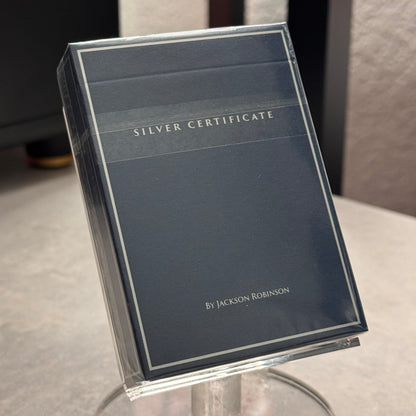 SILVER CERTIFICATE
BY JACKSON ROBINSON